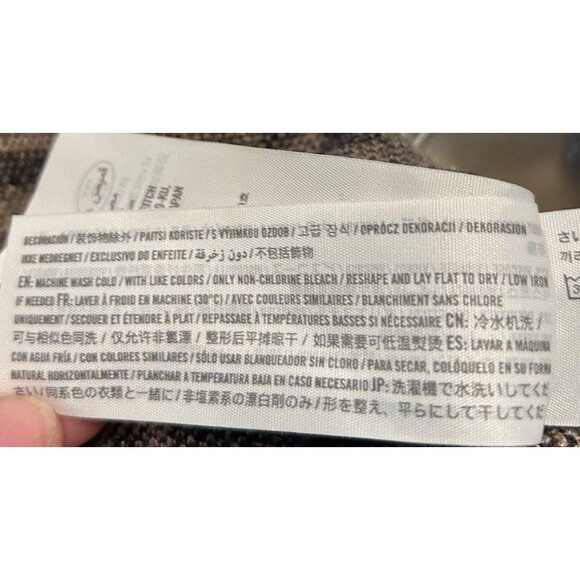 ITCH
O-KU,
APAN
DECORACIÓN / 装饰物除外 / PAITSI KORISTE / S VÝJIMKOU OZDOB / 고급 장식 / OPRÓCZ DEKORACJI / DEKORASJON
IKKE MEDREGNET / EXCLUSIVO DO ENFEITE / دون زخرفة / 不包括飾物
EN: MACHINE WASH COLD / WITH LIKE COLORS / ONLY NON-CHLORINE BLEACH / RESHAPE AND LAY FLAT TO DRY / LOW IRON
IF NEEDED FR: LAVER À FROID EN MACHINE (30°C) / AVEC COULEURS SIMILAIRES / BLANCHIMENT SANS CHLORE
UNIQUEMENT / SECOUER ET ÉTENDRE À PLAT / REPASSAGE À TEMPÉRATURES BASSES SI NÉCESSAIRE CN: 冷水机洗 /
可与相似色同洗 / 仅允许非氯漂 / 整形后平摊晾干 / 如果需要可低温熨烫 ES: LAVAR A MÁQUINA
CON AGUA FRÍA / CON COLORES SIMILARES / SÓLO USAR BLANQUEADOR SIN CLORO / PARA SECAR, COLÓQUELO EN SU FORMA
NATURAL HORIZONTALMENTE / PLANCHAR A TEMPERATURA BAJA EN CASO NECESARIO JP: 洗濯機で水洗いしてくだ
さい / 同系色の衣類と一緒に / 非塩素系の漂白剤のみ / 形を整え、平らにして干してくだ
さい
끼리